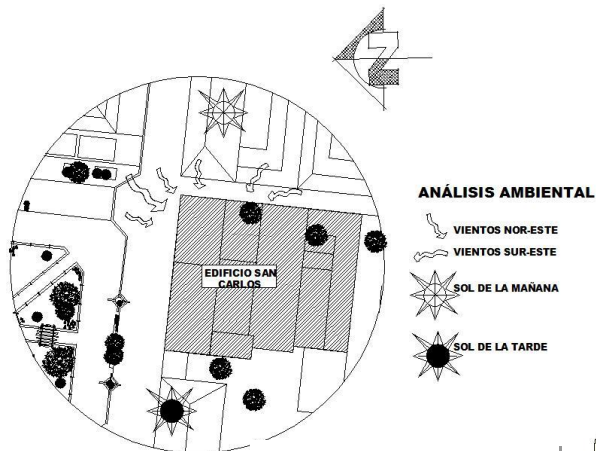 N
ANÁLISIS AMBIENTAL
VIENTOS NOR-ESTE
VIENTOS SUR-ESTE
SOL DE LA MAÑANA
SOL DE LA TARDE
EDIFICIO SAN
CARLOS